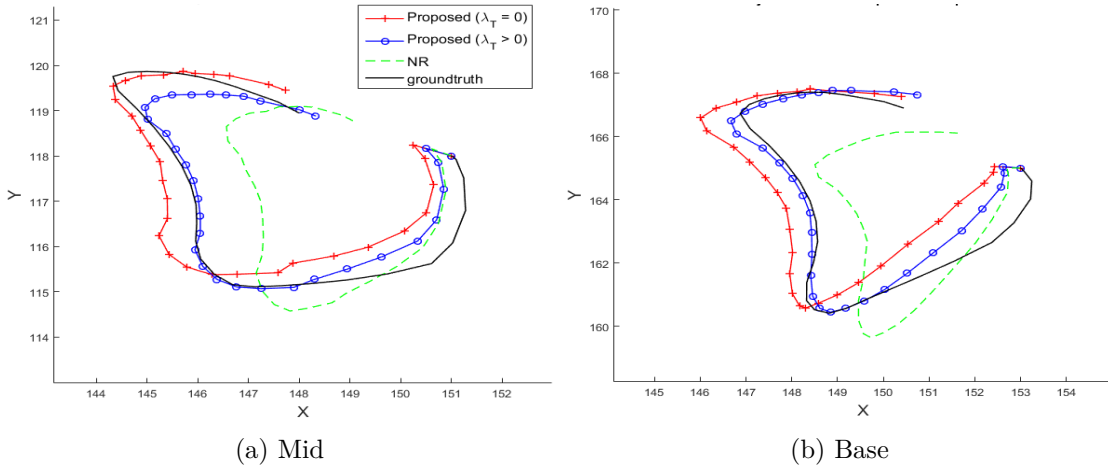 Proposed (λ_T = 0)
Proposed (λ_T > 0)
NR
groundtruth
121
120
119
118
117
116
115
114
Y
144 145 146 147 148 149 150 151 152
X
(a) Mid
170
168
166
164
162
160
Y
145 146 147 148 149 150 151 152 153 154
X
(b) Base